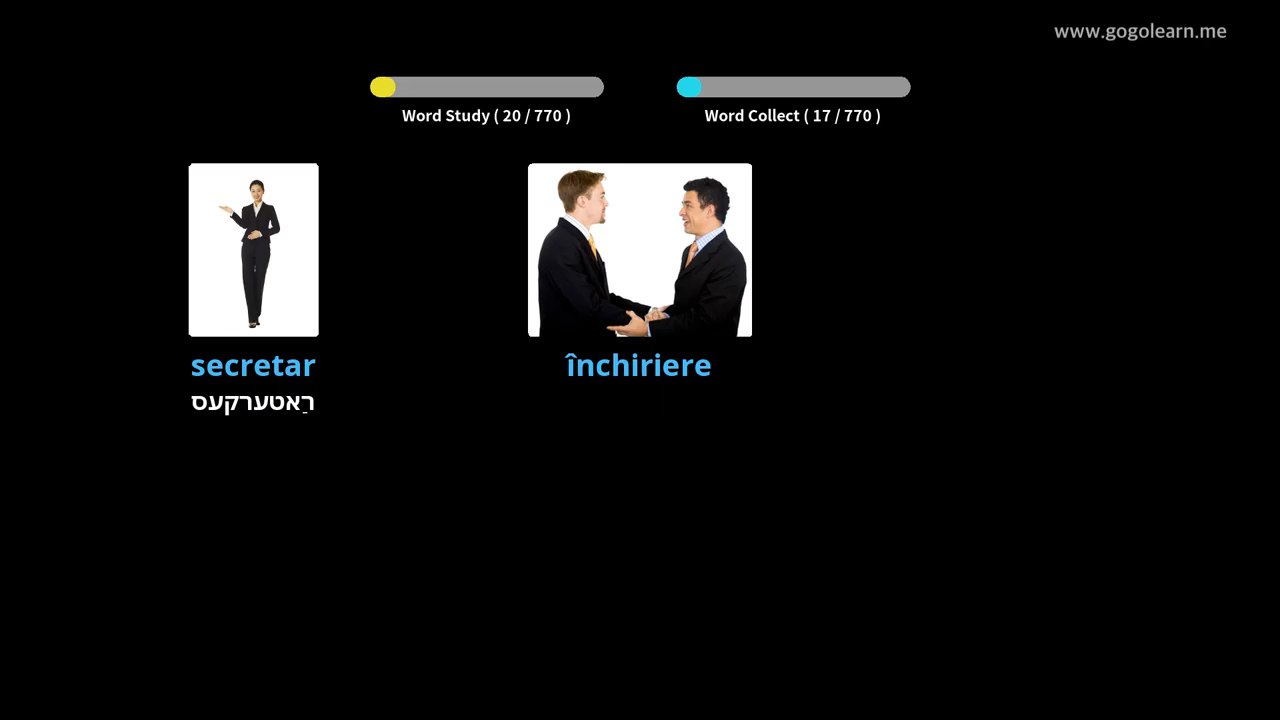 www.gogolearn.me
Word Study ( 20 / 770 )
Word Collect ( 17 / 770 )
secretar
închiriere
רַאטערקעס